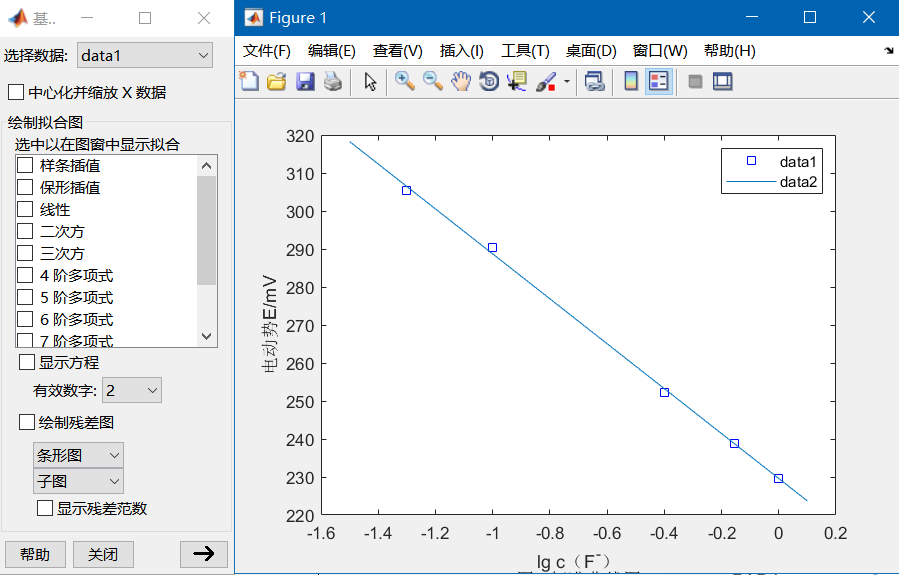 基..
选择数据: data1
中心化并缩放 X 数据
绘制拟合图
选中以在图窗中显示拟合
样条插值
保形插值
线性
二次方
三次方
4 阶多项式
5 阶多项式
6 阶多项式
7 阶多项式
显示方程
有效数字: 2
绘制残差图
条形图
子图
显示残差范数
帮助 关闭
Figure 1
文件(F) 编辑(E) 查看(V) 插入(I) 工具(T) 桌面(D) 窗口(W) 帮助(H)
320
310
300
290
280
270
260
250
240
230
220
电动势E/mV
data1
data2
-1.6 -1.4 -1.2 -1 -0.8 -0.6 -0.4 -0.2 0 0.2
lg c（F⁻）